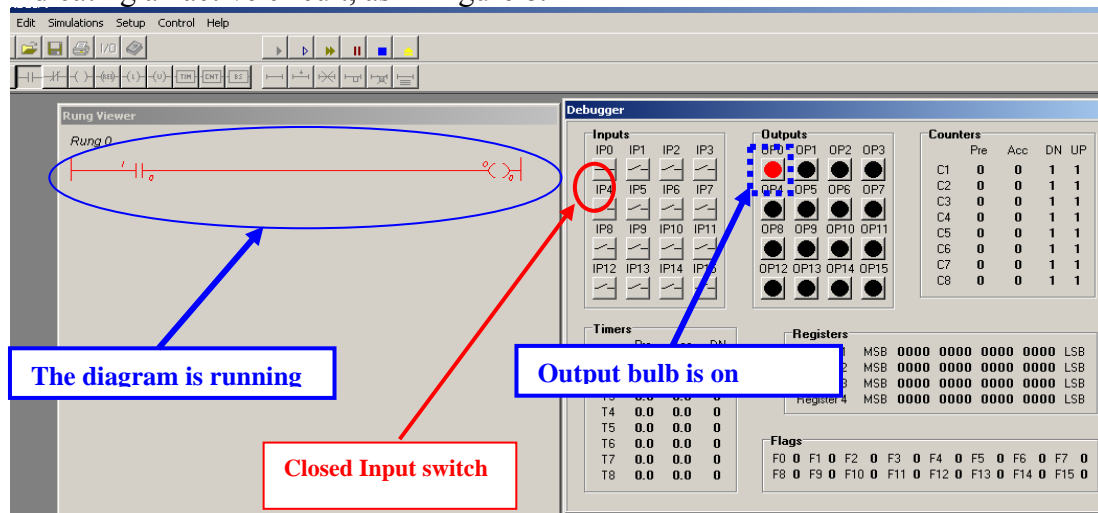 Edit Simulations Setup Control Help
I/O
(RES) (L) (U) TIM CNT BS
Rung Viewer
Rung 0
I 0 O 0
The diagram is running
Closed Input switch
Debugger
Inputs
IP0 IP1 IP2 IP3
IP4 IP5 IP6 IP7
IP8 IP9 IP10 IP11
IP12 IP13 IP14
Outputs
OP0 OP1 OP2 OP3
OP4 OP5 OP6 OP7
OP8 OP9 OP10 OP11
OP12 OP13 OP14 OP15
Counters
Pre Acc DN UP
C1 0 0 1 1
C2 0 0 1 1
C3 0 0 1 1
C4 0 0 1 1
C5 0 0 1 1
C6 0 0 1 1
C7 0 0 1 1
C8 0 0 1 1
Output bulb is on
Timers
T4 0.0 0.0 0
T5 0.0 0.0 0
T6 0.0 0.0 0
T7 0.0 0.0 0
T8 0.0 0.0 0
Registers
MSB 0000 0000 0000 0000 LSB
MSB 0000 0000 0000 0000 LSB
MSB 0000 0000 0000 0000 LSB
Register 4 MSB 0000 0000 0000 0000 LSB
Flags
F0 0 F1 0 F2 0 F3 0 F4 0 F5 0 F6 0 F7 0
F8 0 F9 0 F10 0 F11 0 F12 0 F13 0 F14 0 F15 0